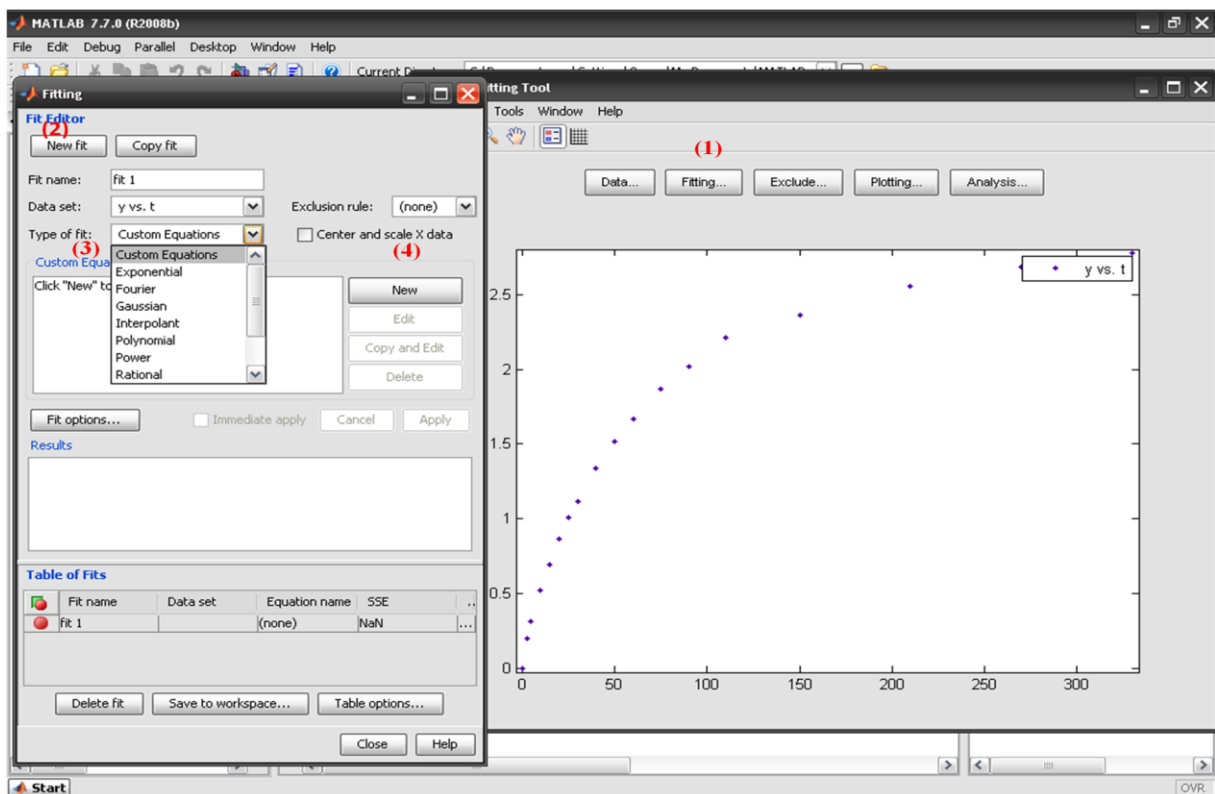 MATLAB 7.7.0 (R2008b)
File Edit Debug Parallel Desktop Window Help
Current
Fitting
tting Tool
Tools Window Help
Fit Editor
(2)
New fit Copy fit
(1)
Data... Fitting... Exclude... Plotting... Analysis...
Fit name: fit 1
Data set: y vs. t Exclusion rule: (none)
Type of fit: Custom Equations Center and scale X data
(3) (4)
Custom Equa
Click "New" to
Custom Equations
Exponential
Fourier
Gaussian
Interpolant
Polynomial
Power
Rational
New
Edit
Copy and Edit
Delete
Fit options... Immediate apply Cancel Apply
Results
Table of Fits
Fit name Data set Equation name SSE ..
fit 1 (none) NaN ...
Delete fit Save to workspace... Table options...
Close Help
y vs. t
2.5
2
1.5
1
0.5
0
0 50 100 150 200 250 300
Start
OVR